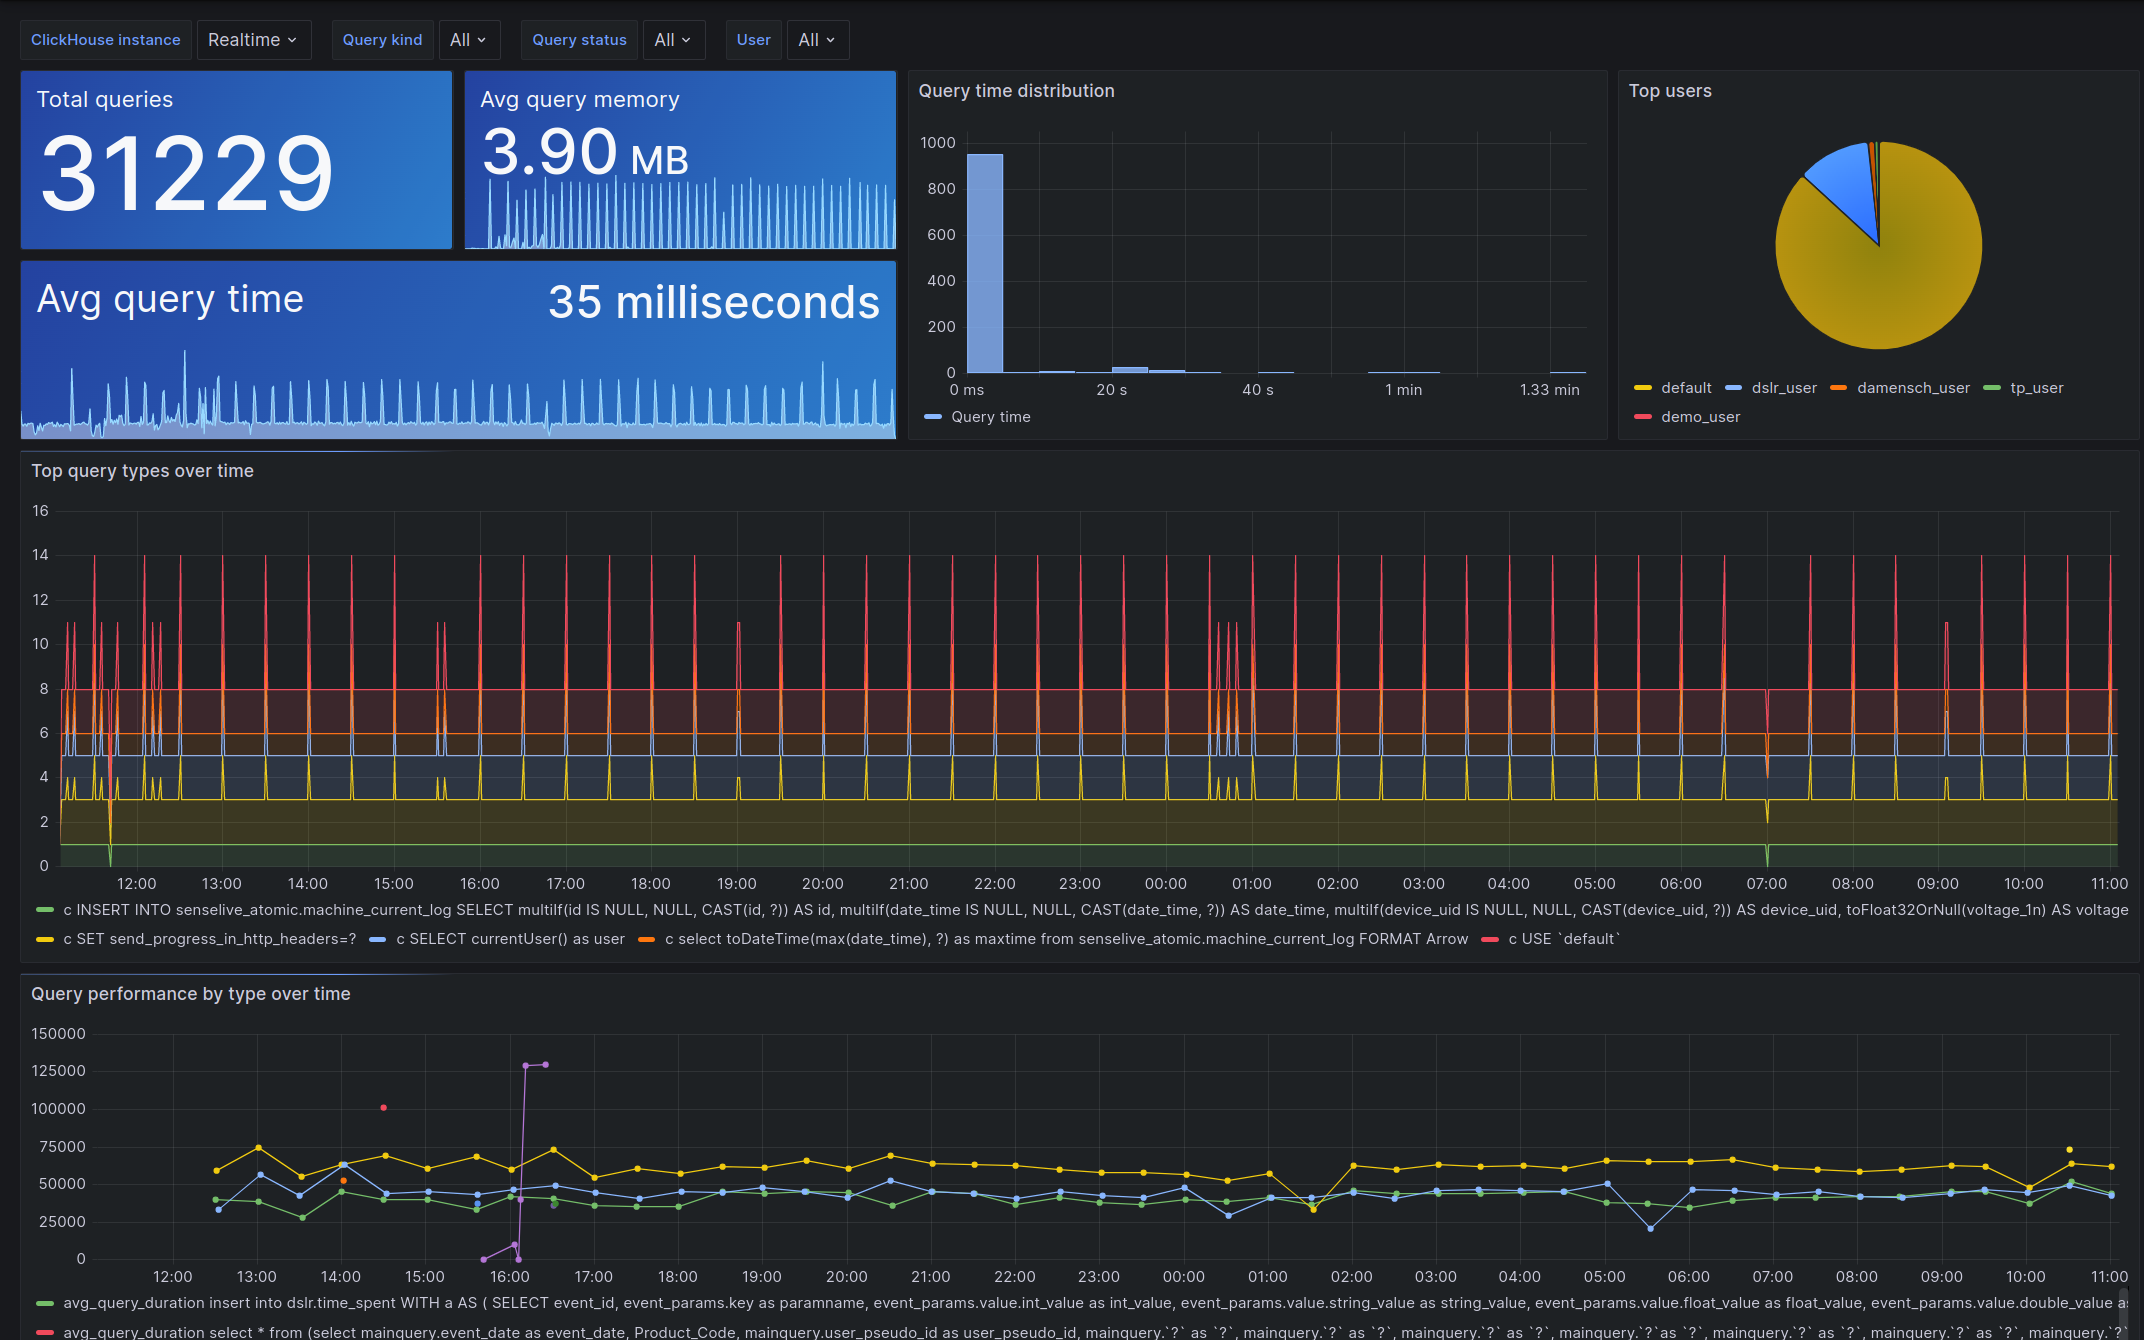 ClickHouse instance Realtime Query kind All Query status All User All
Total queries
31229
Avg query memory
3.90 MB
Avg query time
35 milliseconds
Query time distribution
1000
800
600
400
200
0
0 ms 20 s 40 s 1 min 1.33 min
Query time
Top users
default dslr_user damensch_user tp_user
demo_user
Top query types over time
16
14
12
10
8
6
4
2
0
12:00 13:00 14:00 15:00 16:00 17:00 18:00 19:00 20:00 21:00 22:00 23:00 00:00 01:00 02:00 03:00 04:00 05:00 06:00 07:00 08:00 09:00 10:00 11:00
c INSERT INTO senselive_atomic.machine_current_log SELECT multiIf(id IS NULL, NULL, CAST(id, ?)) AS id, multiIf(date_time IS NULL, NULL, CAST(date_time, ?)) AS date_time, multiIf(device_uid IS NULL, NULL, CAST(device_uid, ?)) AS device_uid, toFloat32OrNull(voltage_1n) AS voltage
c SET send_progress_in_http_headers=? c SELECT currentUser() as user c select toDateTime(max(date_time), ?) as maxtime from senselive_atomic.machine_current_log FORMAT Arrow c USE `default`
Query performance by type over time
150000
125000
100000
75000
50000
25000
0
12:00 13:00 14:00 15:00 16:00 17:00 18:00 19:00 20:00 21:00 22:00 23:00 00:00 01:00 02:00 03:00 04:00 05:00 06:00 07:00 08:00 09:00 10:00 11:00
avg_query_duration insert into dslr.time_spent WITH a AS ( SELECT event_id, event_params.key as paramname, event_params.value.int_value as int_value, event_params.value.string_value as string_value, event_params.value.float_value as float_value, event_params.value.double_value as
avg_query_duration select * from (select mainquery.event_date as event_date, Product_Code, mainquery.user_pseudo_id as user_pseudo_id, mainquery.`?` as `?`, mainquery.`?` as `?`, mainquery.`?` as `?`, mainquery.`?` as `?`, mainquery.`?`as `?`, mainquery.`?` as `?`, mainquery.`?` as `?`, mainquery.`?` as `?`, mainquery.`?`